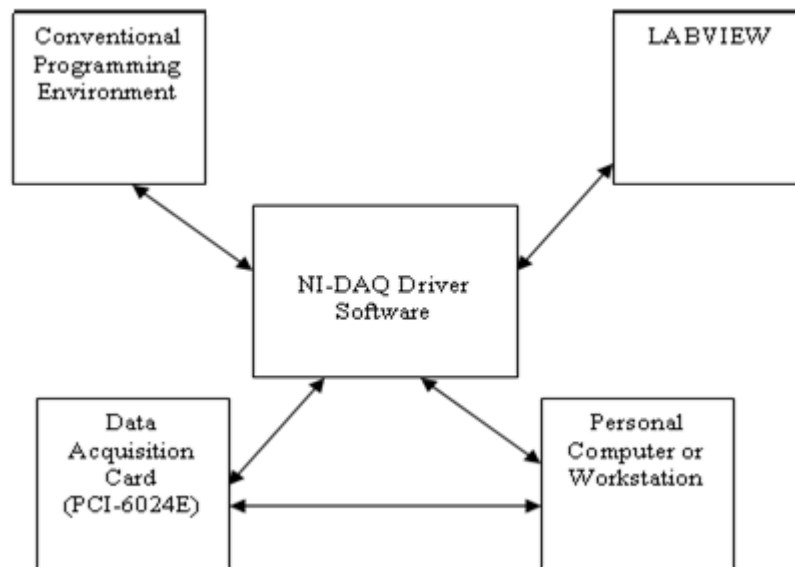 Conventional
Programming
Environment
LABVIEW
NI-DAQ Driver
Software
Data
Acquisition
Card
(PCI-6024E)
Personal
Computer or
Workstation